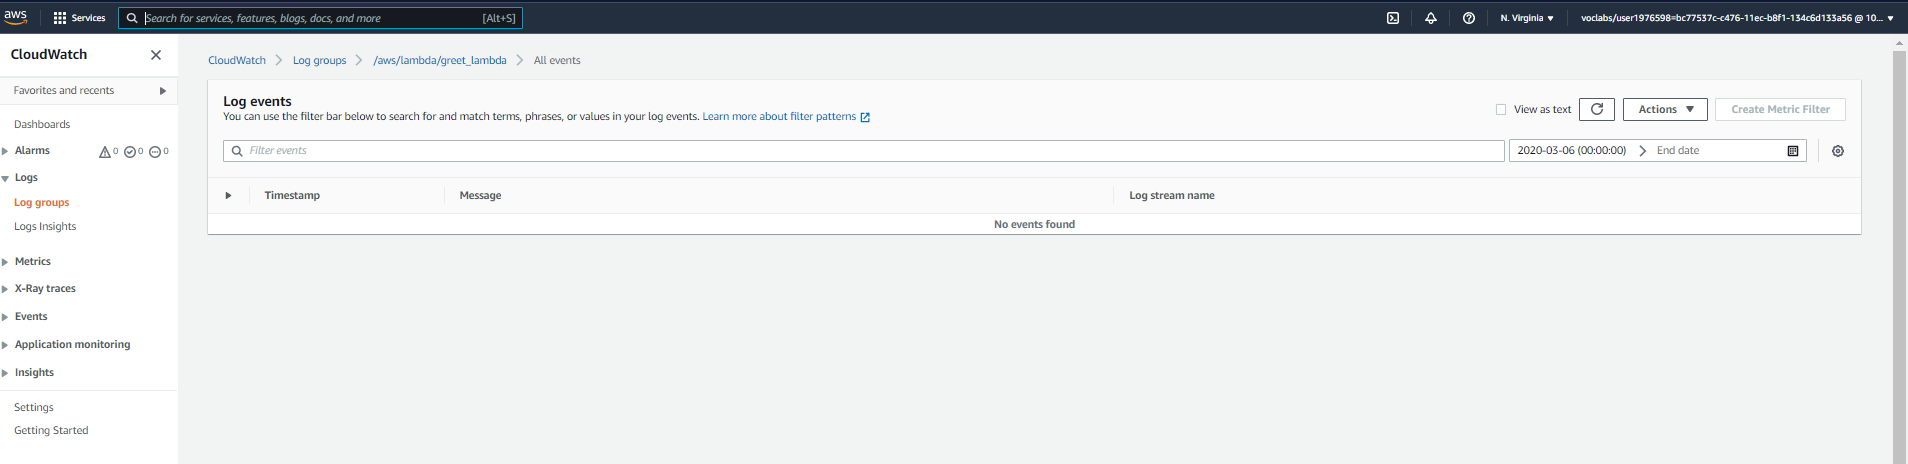 aws
Services
Search for services, features, blogs, docs, and more
[Alt+S]
N. Virginia
voclabs/user1976598=bc77537c-c476-11ec-b8f1-134c6d133a56 @ 10...
CloudWatch
Favorites and recents
Dashboards
Alarms
0
0
0
Logs
Log groups
Logs Insights
Metrics
X-Ray traces
Events
Application monitoring
Insights
Settings
Getting Started
CloudWatch
Log groups
/aws/lambda/greet_lambda
All events
Log events
You can use the filter bar below to search for and match terms, phrases, or values in your log events. Learn more about filter patterns
View as text
Actions
Create Metric Filter
Filter events
2020-03-06 (00:00:00)
End date
Timestamp
Message
Log stream name
No events found